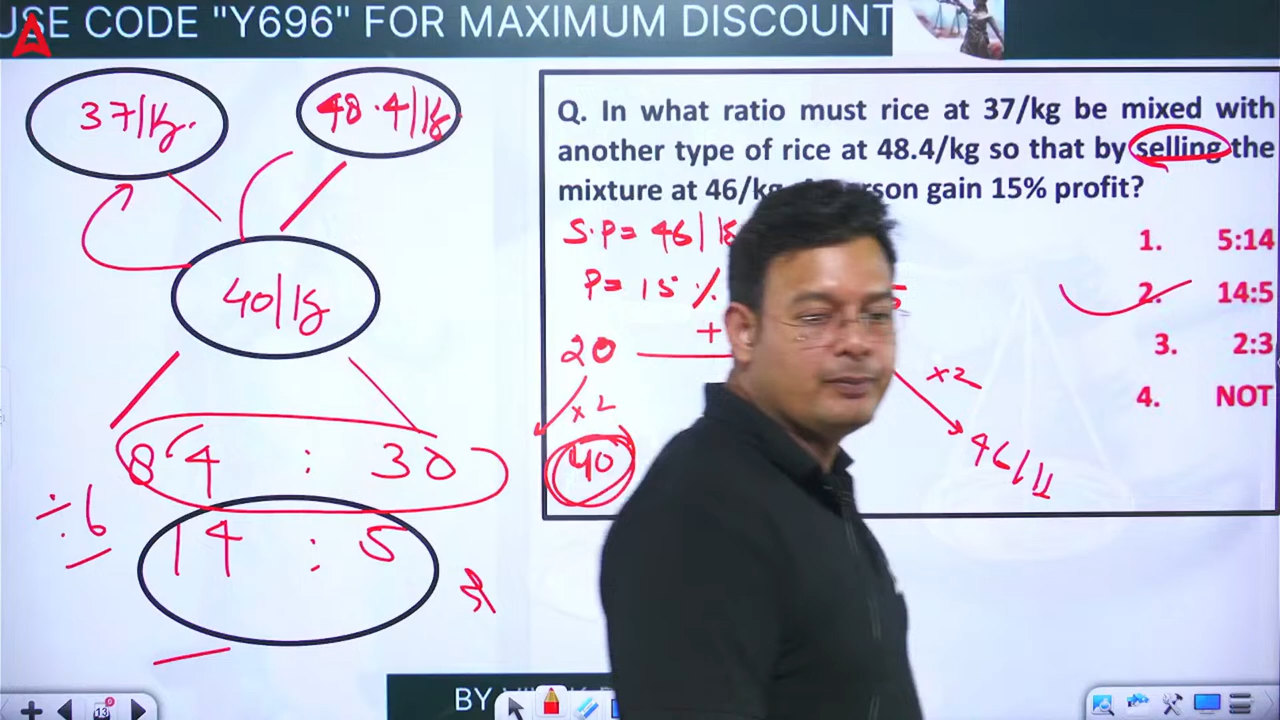 USE CODE "Y696" FOR MAXIMUM DISCOUNT
37/kg.
48.4/kg
40/kg
84 : 30
÷6
14 : 5
Q. In what ratio must rice at 37/kg be mixed with
another type of rice at 48.4/kg so that by selling the
mixture at 46/kg gain 15% profit?
S.P = 46/kg
P = 15%
+
20
×2
×2
40
46/
1. 5:14
2. 14:5
3. 2:3
4. NOT
BY
13